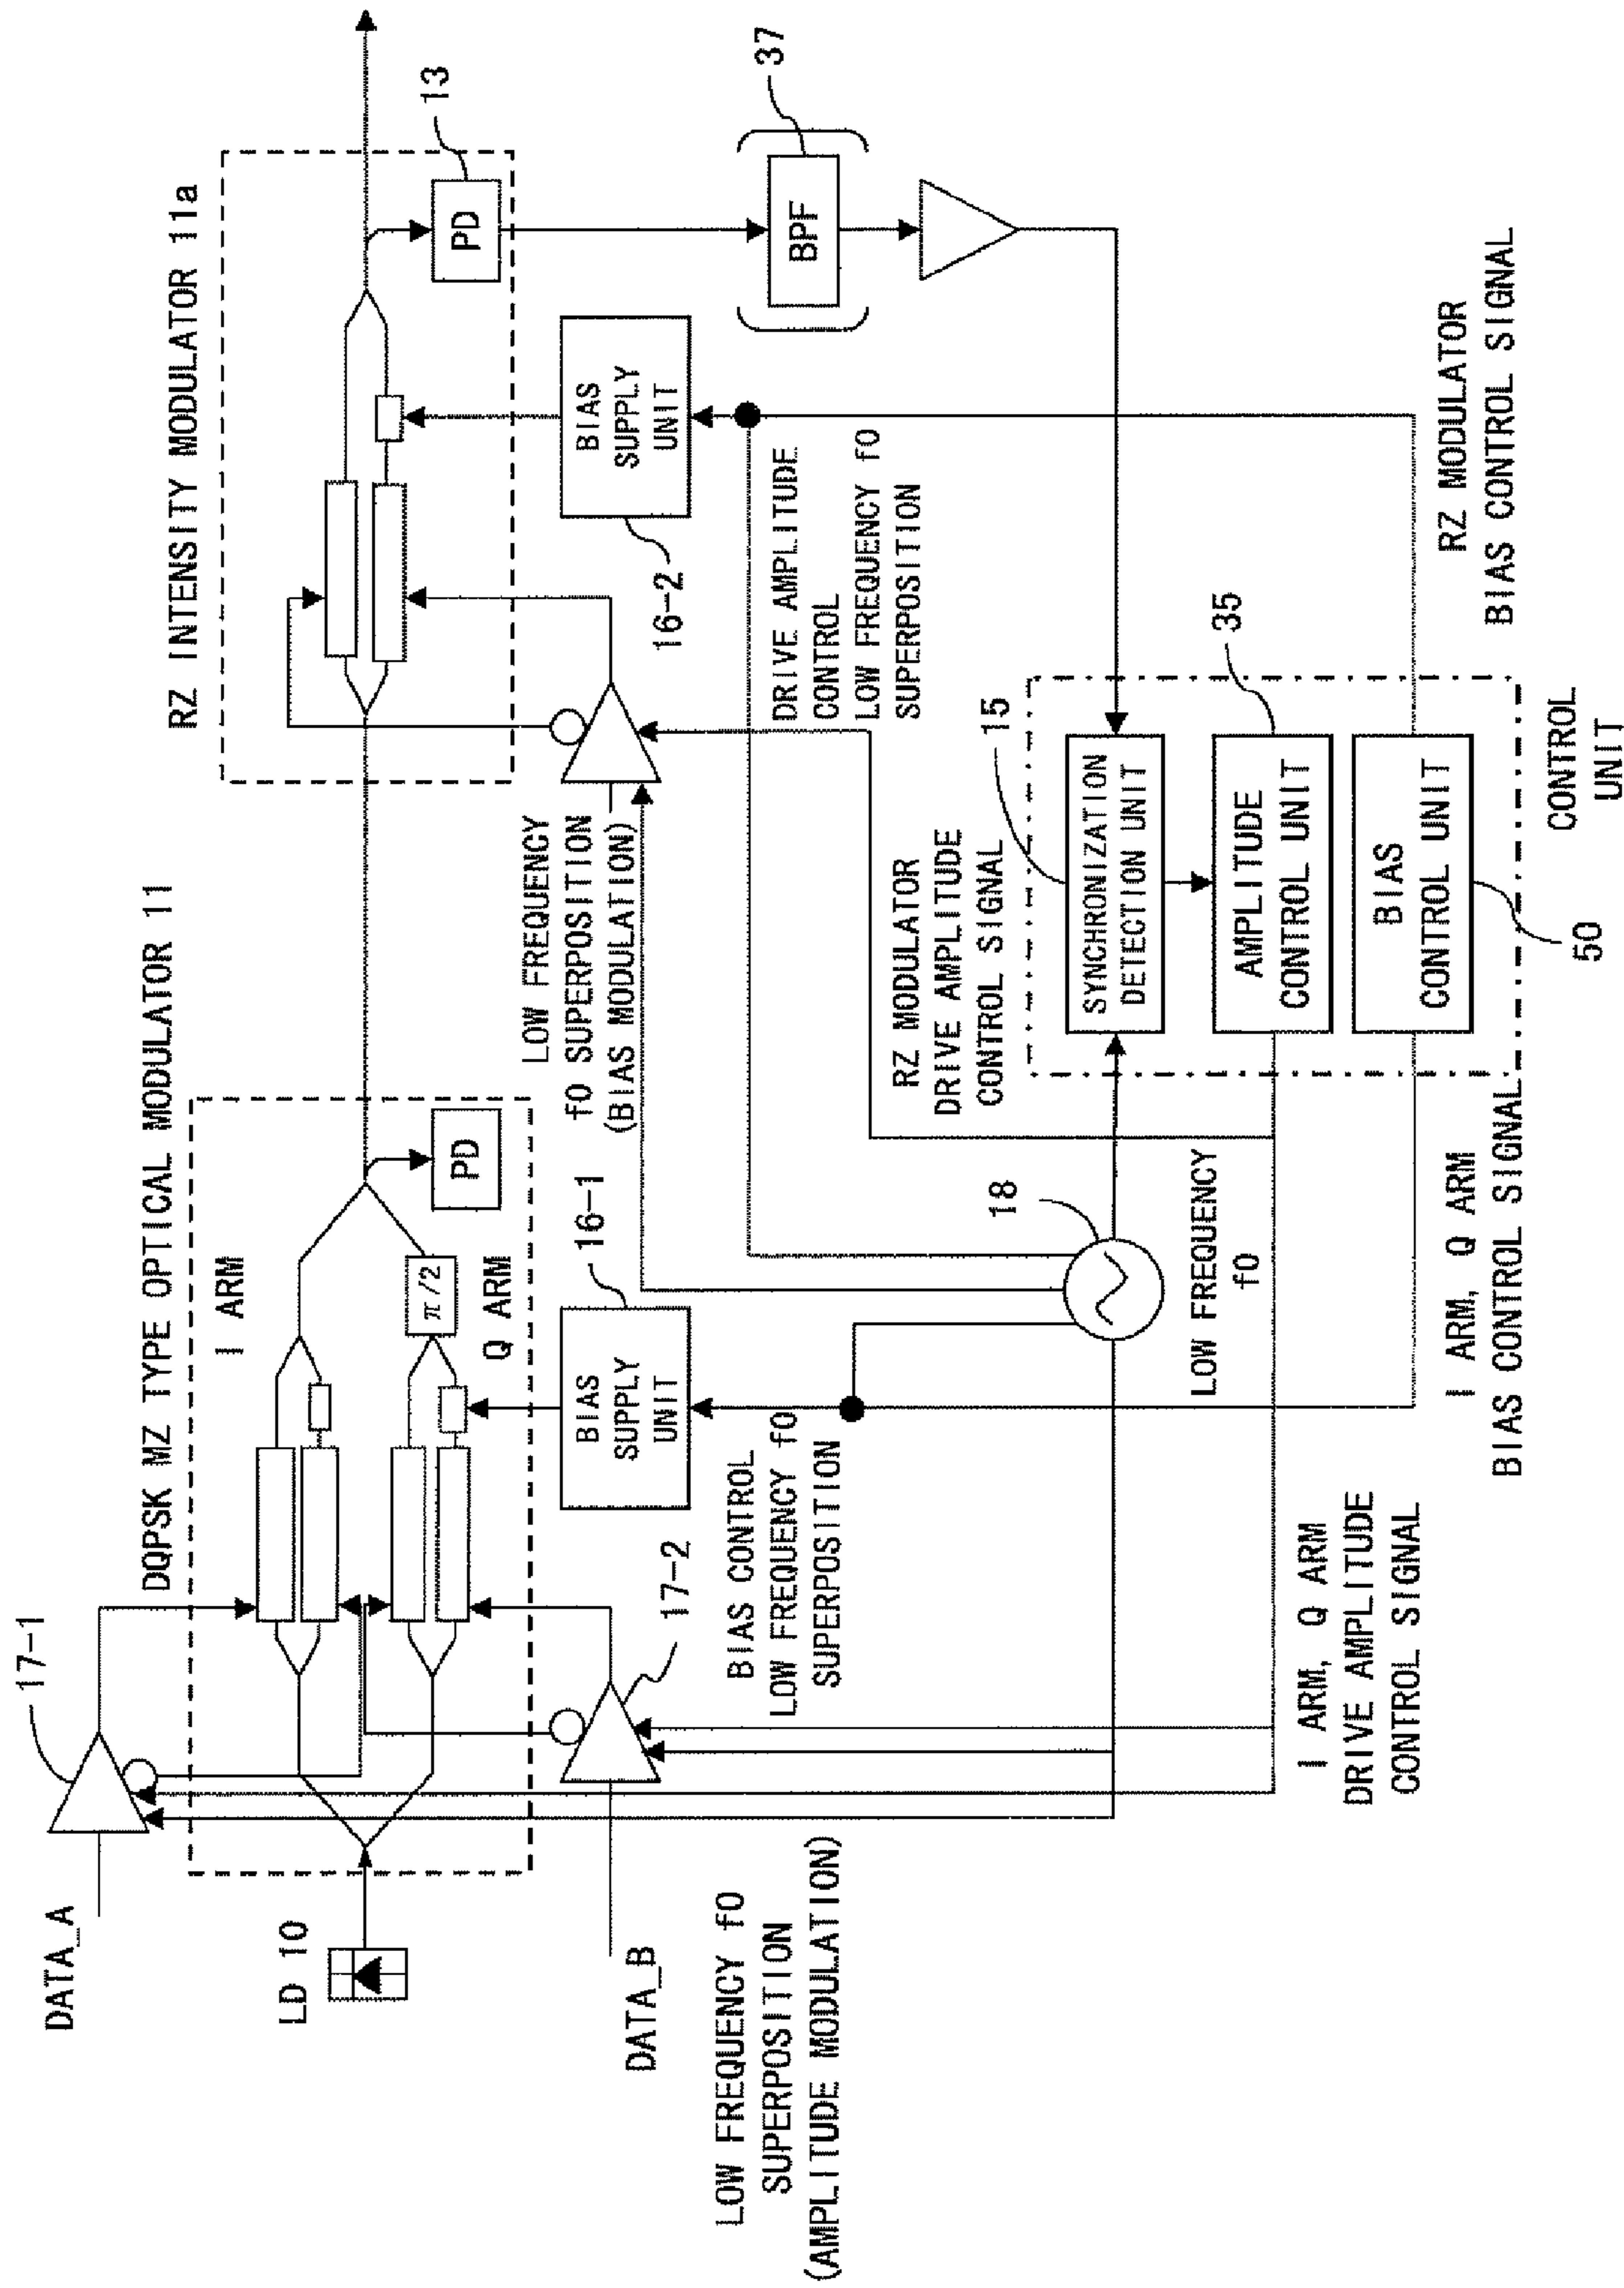 DATA_A
17-1
LD 10
DQPSK MZ TYPE OPTICAL MODULATOR 11
I ARM
π/2
Q ARM
PD
RZ INTENSITY MODULATOR 11a
PD
13
DATA_B
17-2
BIAS
SUPPLY
UNIT
16-1
LOW FREQUENCY
f0 SUPERPOSITION
(BIAS MODULATION)
BIAS
SUPPLY
UNIT
16-2
BPF
37
LOW FREQUENCY f0
SUPERPOSITION
(AMPLITUDE MODULATION)
BIAS CONTROL
LOW FREQUENCY f0
SUPERPOSITION
DRIVE AMPLITUDE
CONTROL
LOW FREQUENCY f0
SUPERPOSITION
RZ MODULATOR
DRIVE AMPLITUDE
CONTROL SIGNAL
18
LOW FREQUENCY
f0
15
SYNCHRONIZATION
DETECTION UNIT
35
AMPLITUDE
CONTROL UNIT
BIAS
CONTROL UNIT
50
CONTROL
UNIT
I ARM, Q ARM
DRIVE AMPLITUDE
CONTROL SIGNAL
I ARM, Q ARM
BIAS CONTROL SIGNAL
RZ MODULATOR
BIAS CONTROL SIGNAL